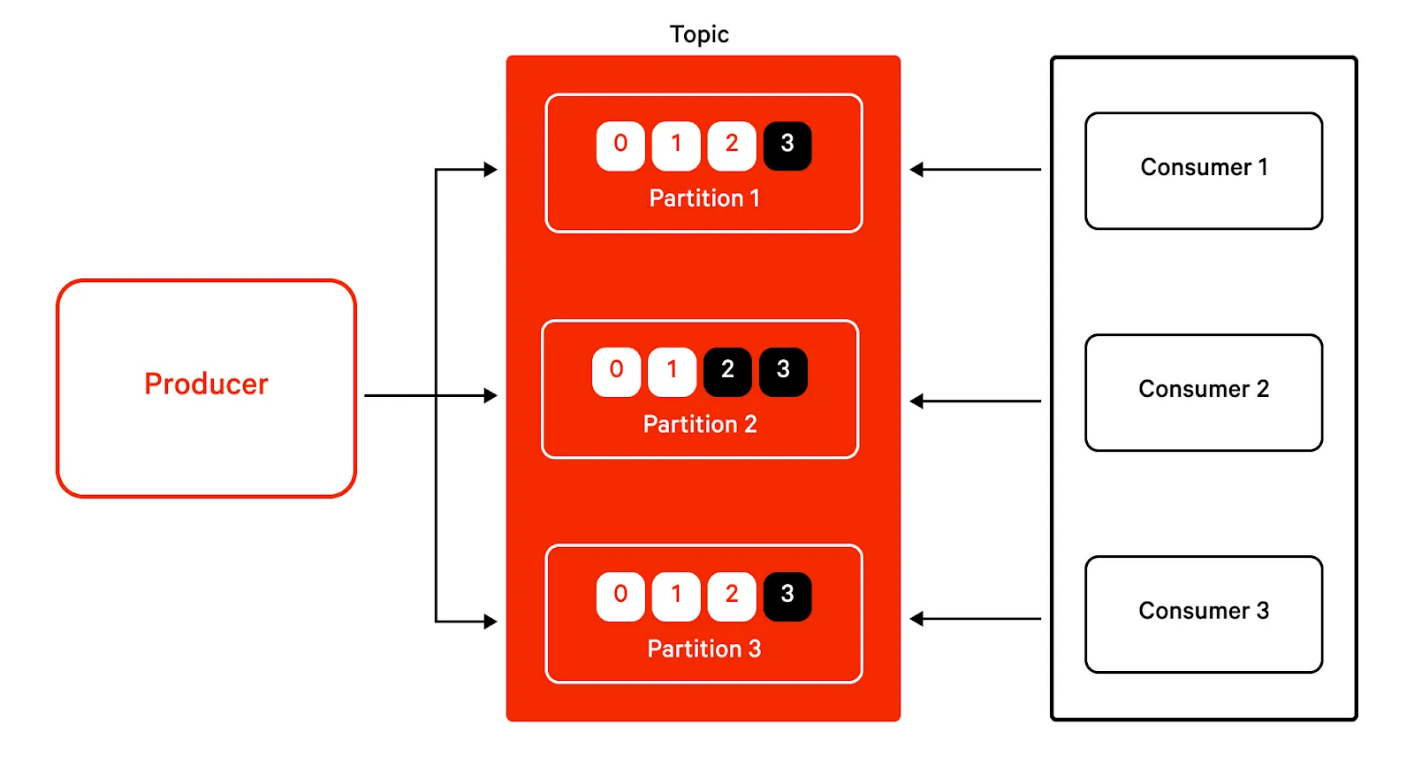 Topic
0 1 2 3
Partition 1
Consumer 1
Producer
0 1 2 3
Partition 2
Consumer 2
0 1 2 3
Partition 3
Consumer 3